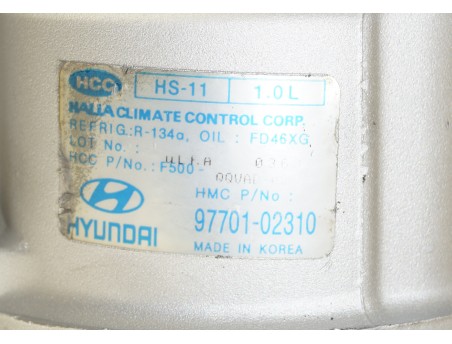 HCC HS-11 1.0L
HALLA CLIMATE CONTROL CORP.
REFRIG.:R-134a, OIL : FD46XG
LOT No. :
HCC P/No.: F500-
HMC P/No :
HYUNDAI 97701-02310
MADE IN KOREA